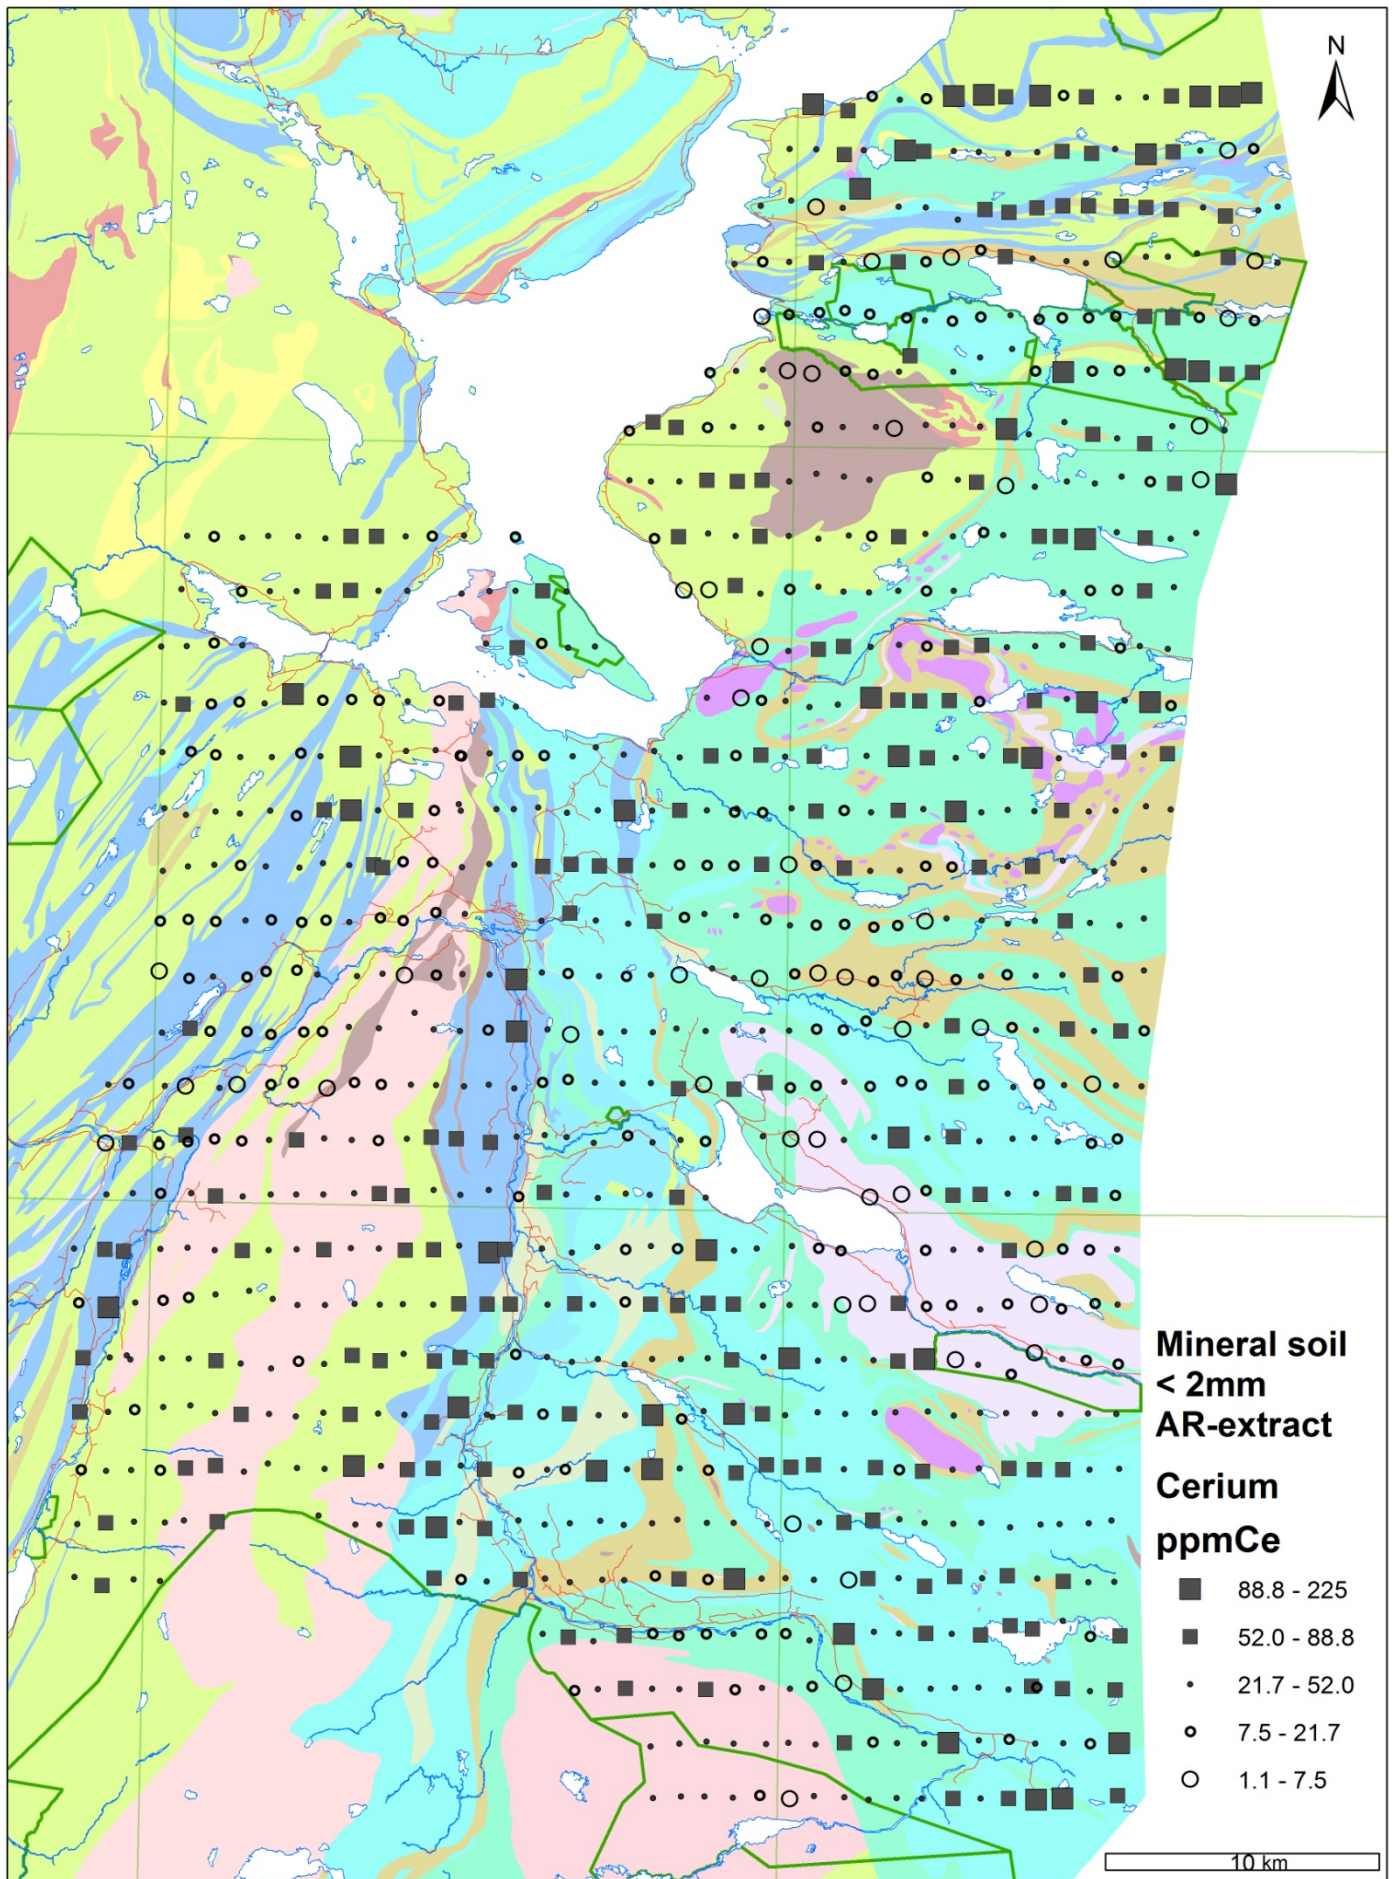 N
Mineral soil
< 2mm
AR-extract
Cerium
ppmCe
88.8 - 225
52.0 - 88.8
21.7 - 52.0
7.5 - 21.7
1.1 - 7.5
10 km